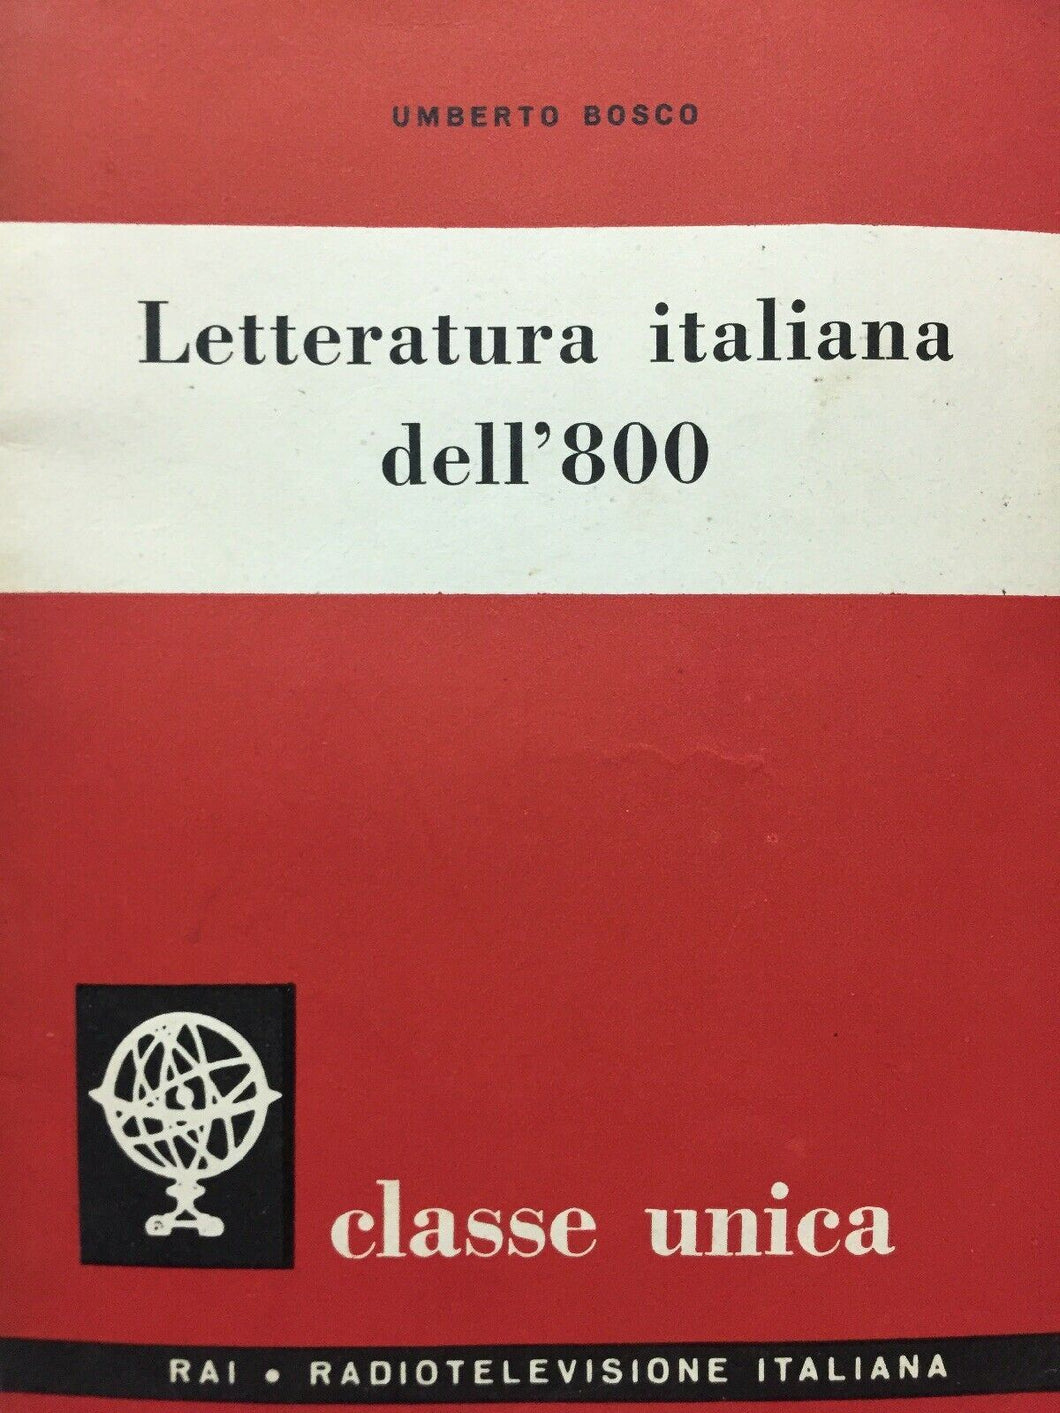 UMBERTO BOSCO
Letteratura italiana
dell'800
classe unica
RAI • RADIOTELEVISIONE ITALIANA